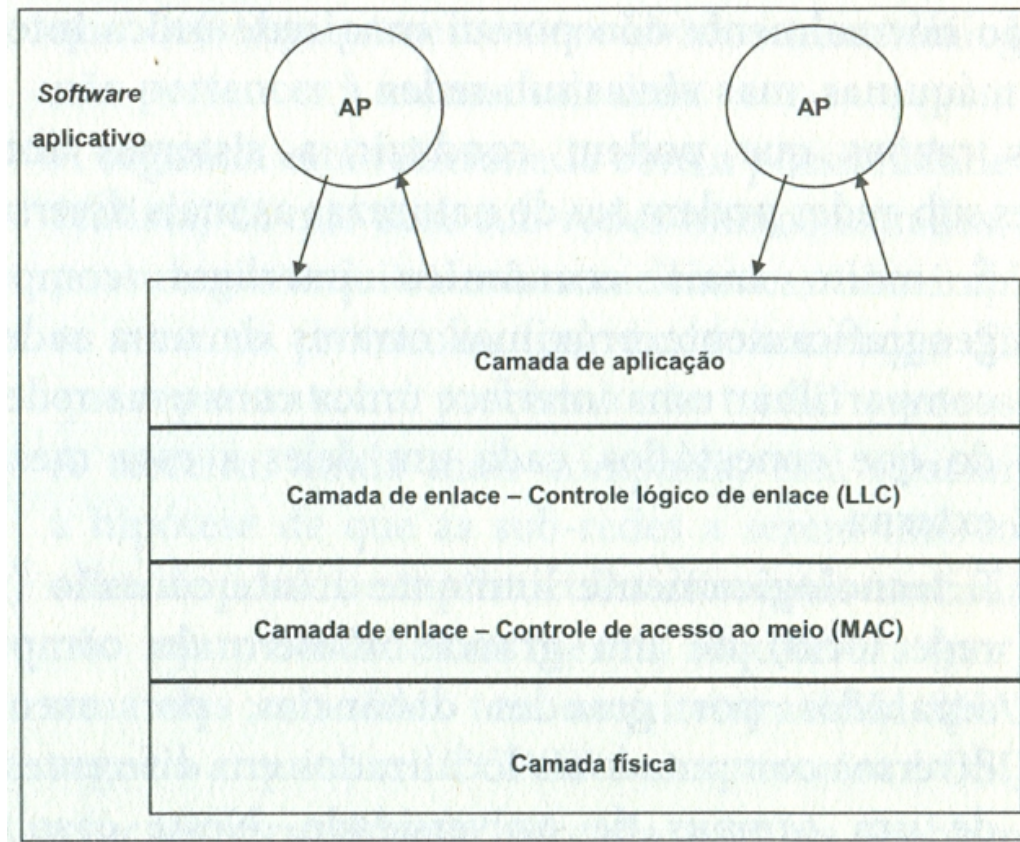 Software
aplicativo
AP
AP
Camada de aplicação
Camada de enlace – Controle lógico de enlace (LLC)
Camada de enlace – Controle de acesso ao meio (MAC)
Camada física